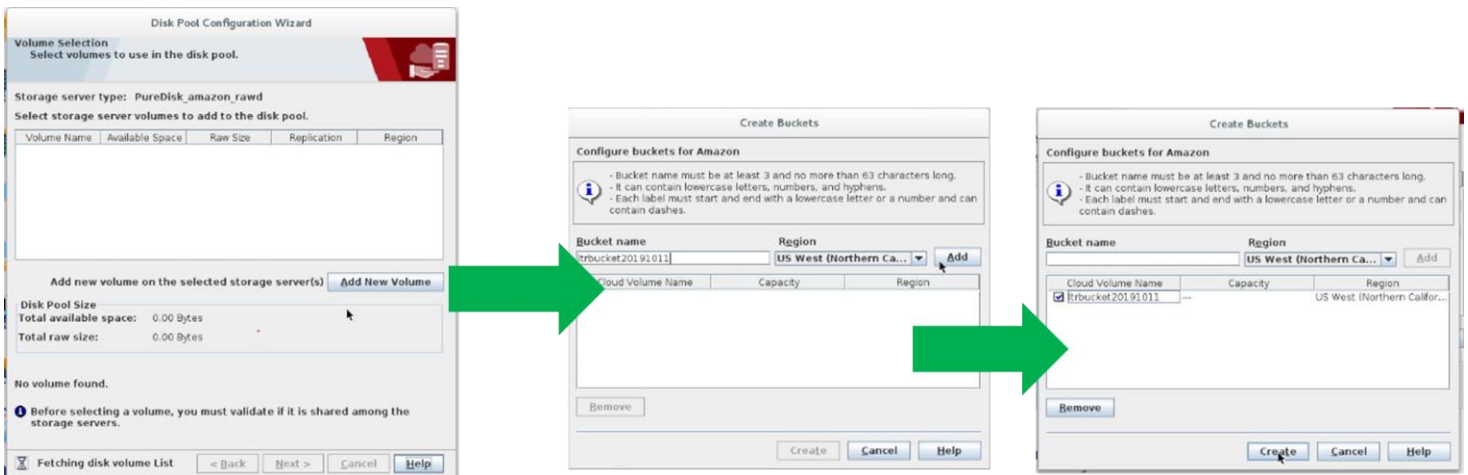 Disk Pool Configuration Wizard
Volume Selection
Select volumes to use in the disk pool.
Storage server type: PureDisk_amazon_rawd
Select storage server volumes to add to the disk pool.
Volume Name Available Space Raw Size Replication Region
Add new volume on the selected storage server(s) Add New Volume
Disk Pool Size
Total available space: 0.00 Bytes
Total raw size: 0.00 Bytes
No volume found.
Before selecting a volume, you must validate if it is shared among the
storage servers.
Fetching disk volume List < Back Next > Cancel Help
Create Buckets
Configure buckets for Amazon
- Bucket name must be at least 3 and no more than 63 characters long.
- It can contain lowercase letters, numbers, and hyphens.
- Each label must start and end with a lowercase letter or a number and can
contain dashes.
Bucket name Region
ltrbucket20191011 US West (Northern Ca... Add
Cloud Volume Name Capacity Region
Remove
Create Cancel Help
Create Buckets
Configure buckets for Amazon
- Bucket name must be at least 3 and no more than 63 characters long.
- It can contain lowercase letters, numbers, and hyphens.
- Each label must start and end with a lowercase letter or a number and can
contain dashes.
Bucket name Region
US West (Northern Ca... Add
Cloud Volume Name Capacity Region
ltrbucket20191011 --- US West (Northern Califor...
Remove
Create Cancel Help